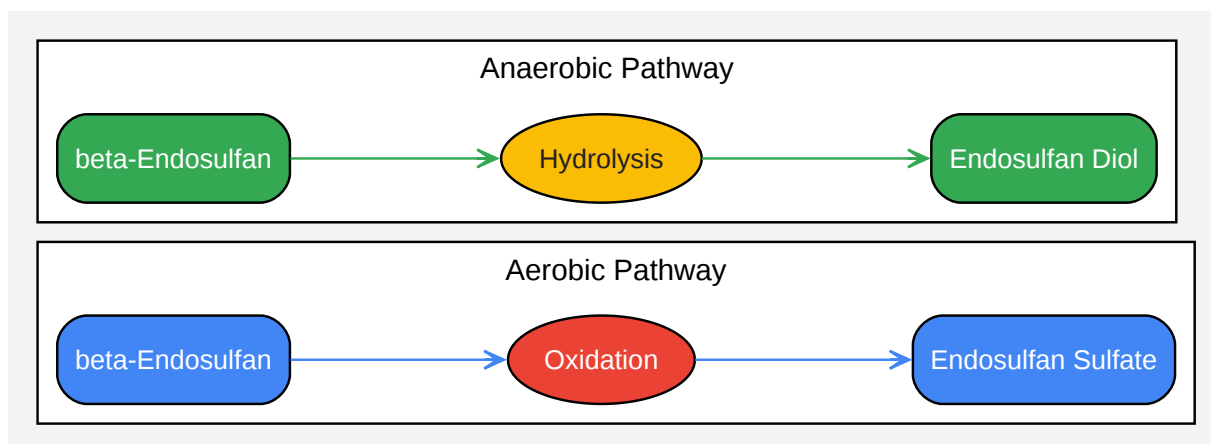 Anaerobic Pathway
beta-Endosulfan
Hydrolysis
Endosulfan Diol
Aerobic Pathway
beta-Endosulfan
Oxidation
Endosulfan Sulfate